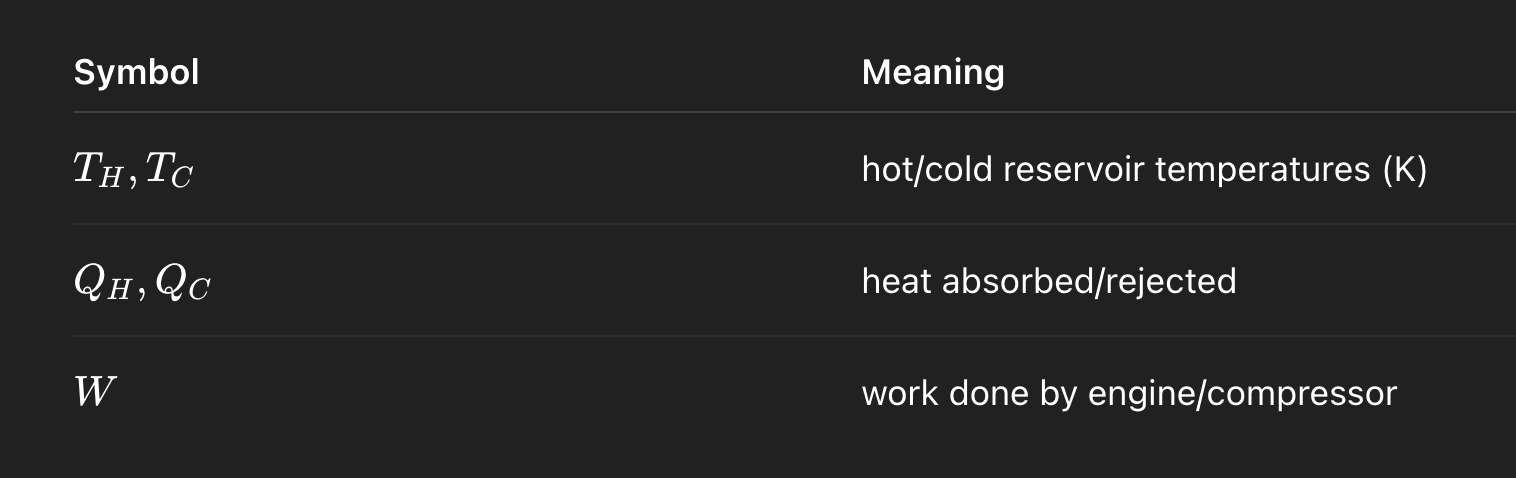 Symbol Meaning
T_H, T_C hot/cold reservoir temperatures (K)
Q_H, Q_C heat absorbed/rejected
W work done by engine/compressor